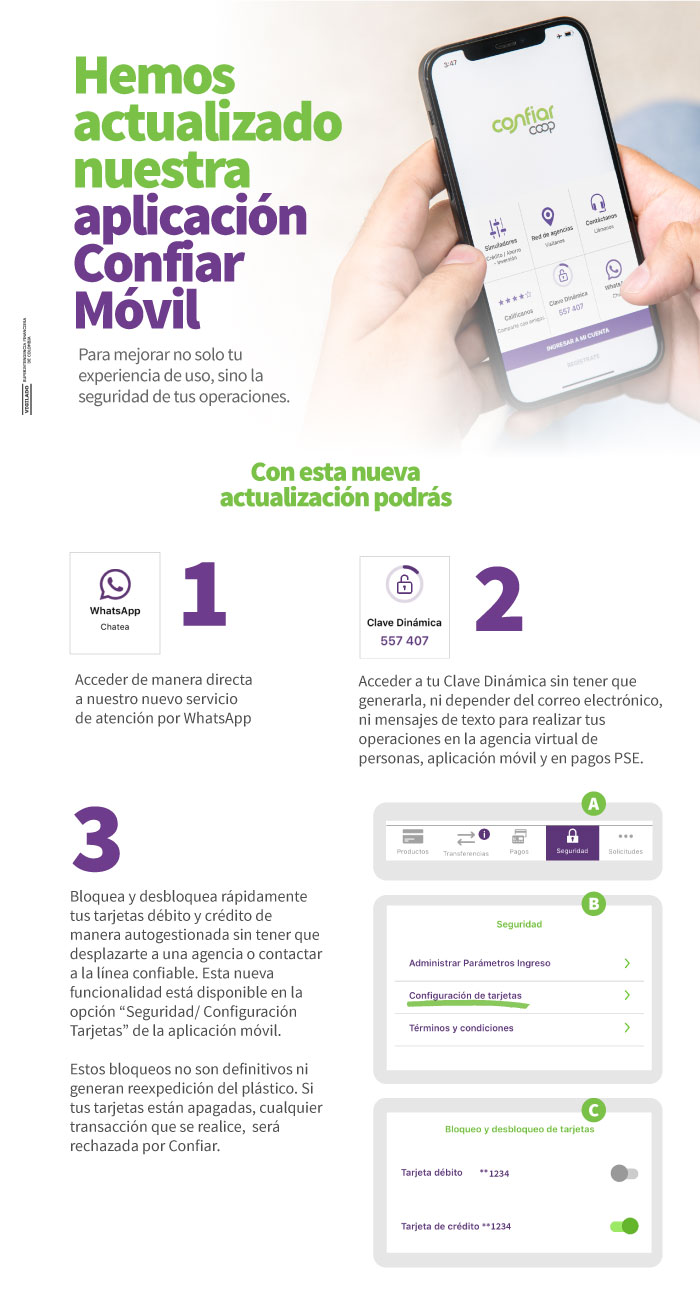 Hemos
actualizado
nuestra
aplicación
Confiar
Móvil
Para mejorar no solo tu
experiencia de uso, sino la
seguridad de tus operaciones.
VIGILADO
SUPERINTENDENCIA FINANCIERA
DE COLOMBIA
3:47
confiar
coop
Simuladores
Crédito / Ahorro
- Inversión
Red de agencias
Visítanos
Contáctanos
Llámanos
Califícanos
Comparte con amigos
Clave Dinámica
557 407
WhatsA
Cha
INGRESAR A MI CUENTA
REGÍSTRATE
Con esta nueva
actualización podrás
WhatsApp
Chatea
1
Acceder de manera directa
a nuestro nuevo servicio
de atención por WhatsApp
Clave Dinámica
557 407
2
Acceder a tu Clave Dinámica sin tener que
generarla, ni depender del correo electrónico,
ni mensajes de texto para realizar tus
operaciones en la agencia virtual de
personas, aplicación móvil y en pagos PSE.
3
Bloquea y desbloquea rápidamente
tus tarjetas débito y crédito de
manera autogestionada sin tener que
desplazarte a una agencia o contactar
a la línea confiable. Esta nueva
funcionalidad está disponible en la
opción “Seguridad/ Configuración
Tarjetas” de la aplicación móvil.
Estos bloqueos no son definitivos ni
generan reexpedición del plástico. Si
tus tarjetas están apagadas, cualquier
transacción que se realice, será
rechazada por Confiar.
A
Productos
Transferencias
i
Pagos
Seguridad
Solicitudes
B
Seguridad
Administrar Parámetros Ingreso
Configuración de tarjetas
Términos y condiciones
C
Bloqueo y desbloqueo de tarjetas
Tarjeta débito **1234
Tarjeta de crédito **1234